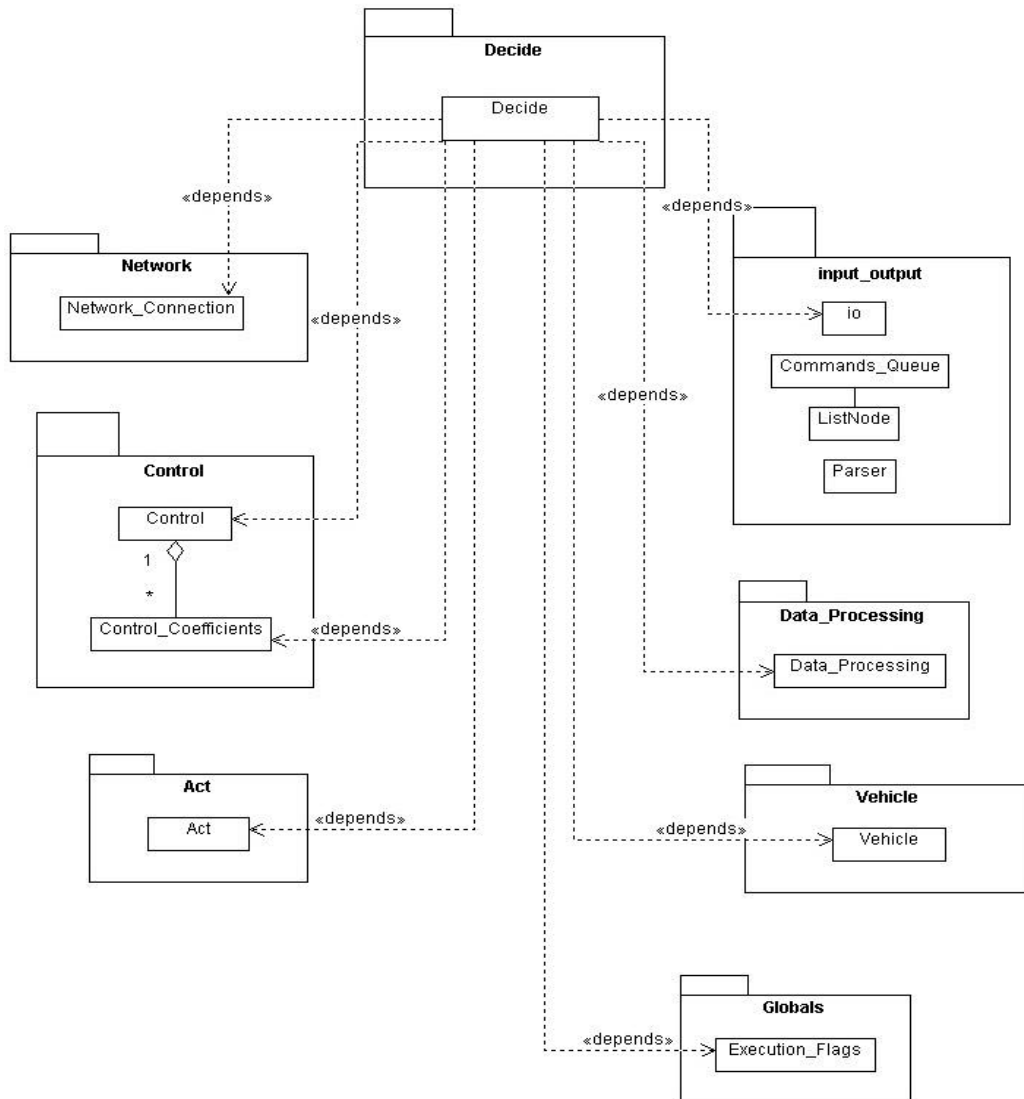 Decide
Decide
«depends»
«depends»
Network
Network_Connection
«depends»
input_output
io
Commands_Queue
ListNode
Parser
«depends»
Control
Control
1
*
Control_Coefficients
«depends»
Data_Processing
Data_Processing
Act
Act
«depends»
Vehicle
Vehicle
«depends»
Globals
Execution_Flags
«depends»